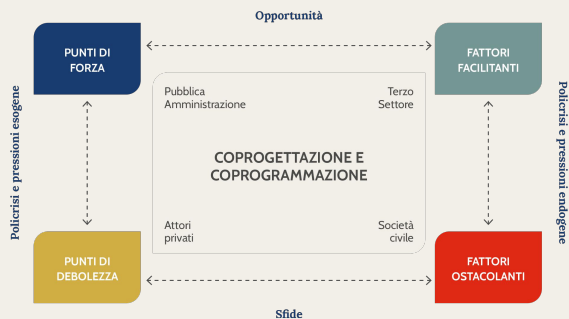 Opportunità
PUNTI DI
FORZA
FATTORI
FACILITANTI
Policrisi e pressioni esogene
Pubblica
Amministrazione
Terzo
Settore
COPROGETTAZIONE E
COPROGRAMMAZIONE
Attori
privati
Società
civile
Policrisi e pressioni endogene
PUNTI DI
DEBOLEZZA
FATTORI
OSTACOLANTI
Sfide